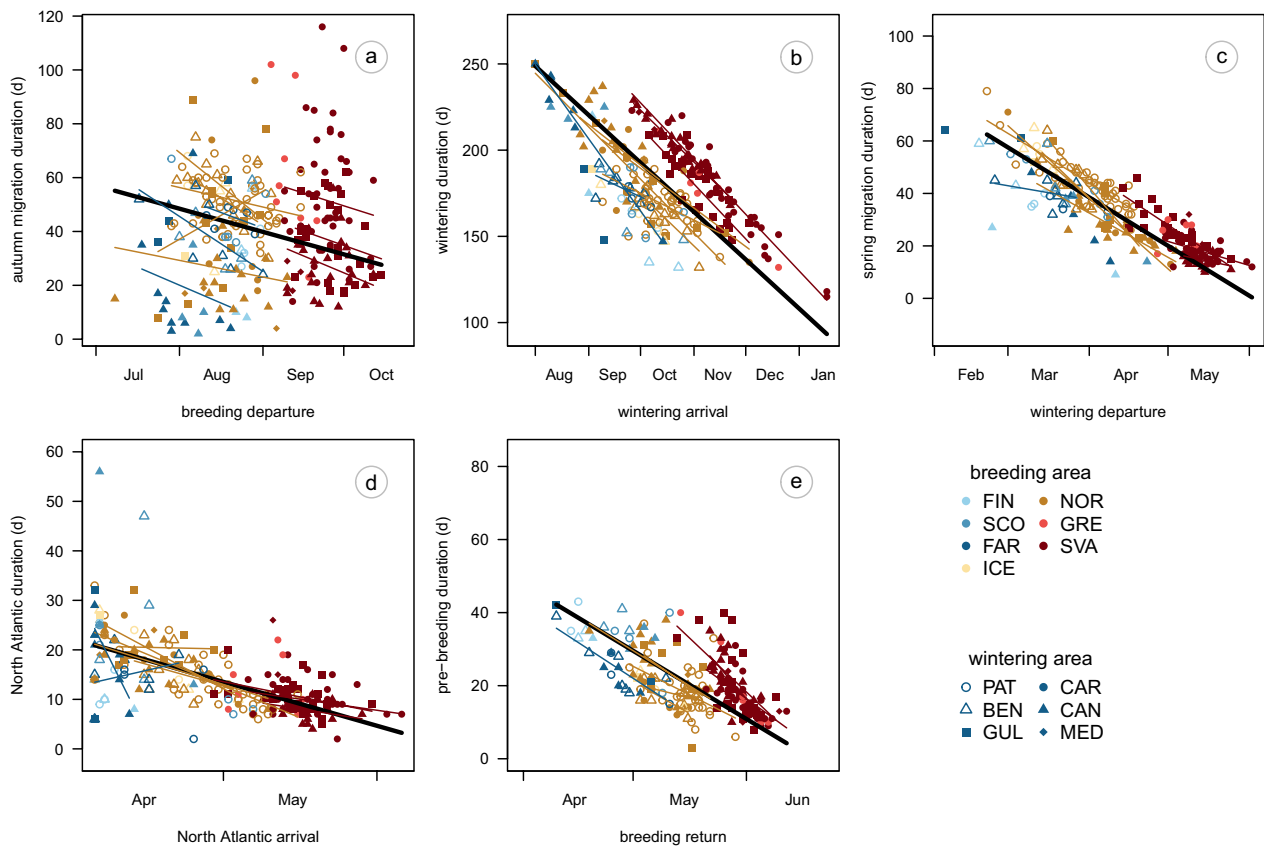 a
autumn migration duration (d)
120
100
80
60
40
20
0
Jul Aug Sep Oct
breeding departure
b
wintering duration (d)
250
200
150
100
Aug Sep Oct Nov Dec Jan
wintering arrival
c
spring migration duration (d)
100
80
60
40
20
0
Feb Mar Apr May
wintering departure
d
North Atlantic duration (d)
60
50
40
30
20
10
0
Apr May
North Atlantic arrival
e
pre−breeding duration (d)
80
60
40
20
0
Apr May Jun
breeding return
breeding area
FIN NOR
SCO GRE
FAR SVA
ICE
wintering area
PAT CAR
BEN CAN
GUL MED